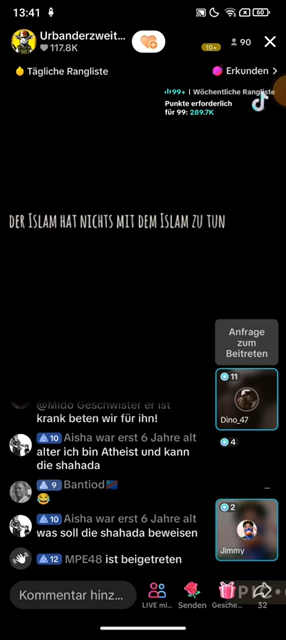 13:41
60
Urbanderzweit...
117.8K
10+
90
Tägliche Rangliste
Erkunden >
99+ | Wöchentliche Rangliste
Punkte erforderlich
für 99: 289.7K
der Islam hat nichts mit dem Islam zu tun
Anfrage
zum
Beitreten
11
Dino_47
4
@Mido Geschwister er ist
krank beten wir für ihn!
10 Aisha war erst 6 Jahre alt
alter ich bin Atheist und kann
die shahada
9 Bantiod
😂
10 Aisha war erst 6 Jahre alt
was soll die shahada beweisen
2
Jimmy
12 MPE48 ist beigetreten
Kommentar hinz...
LIVE mi...
Senden
Gesche...
32